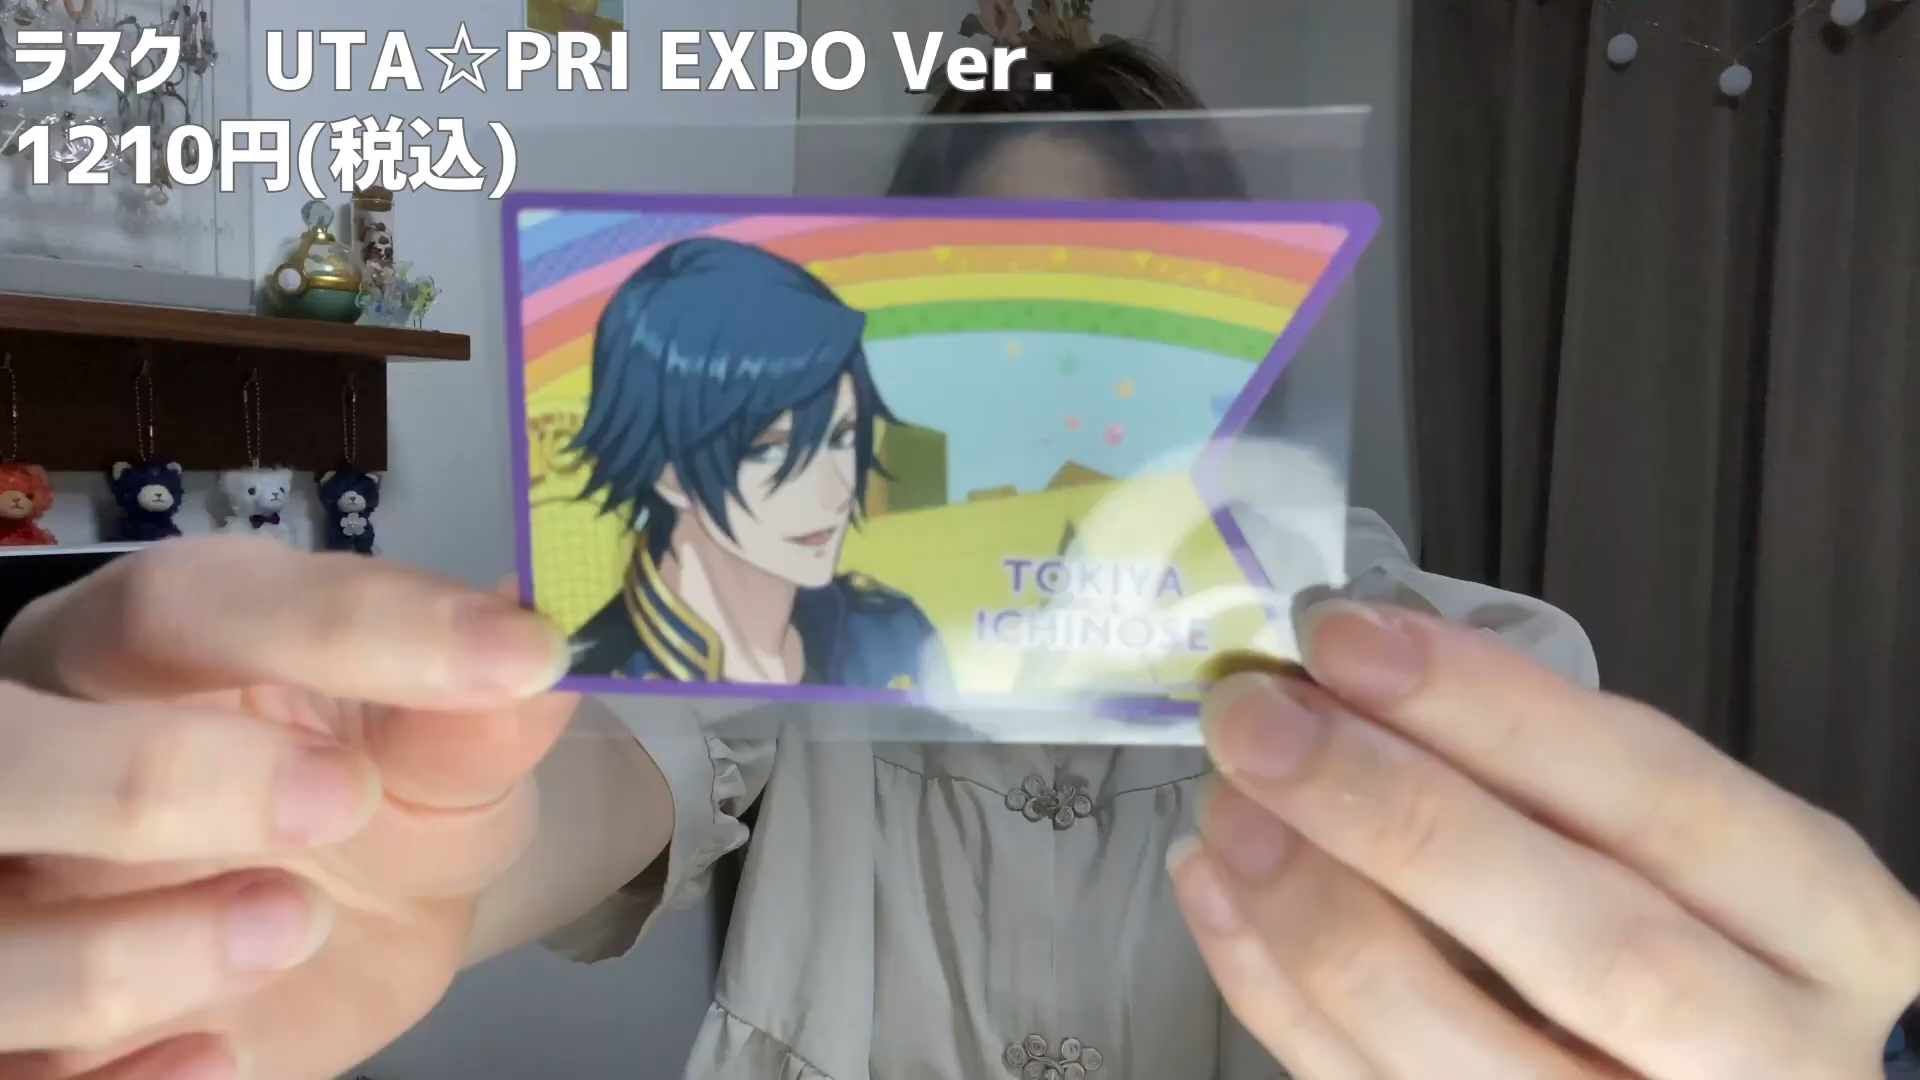 ラスク　UTA☆PRI EXPO Ver.
1210円(税込)
TOKIYA
ICHINOSE